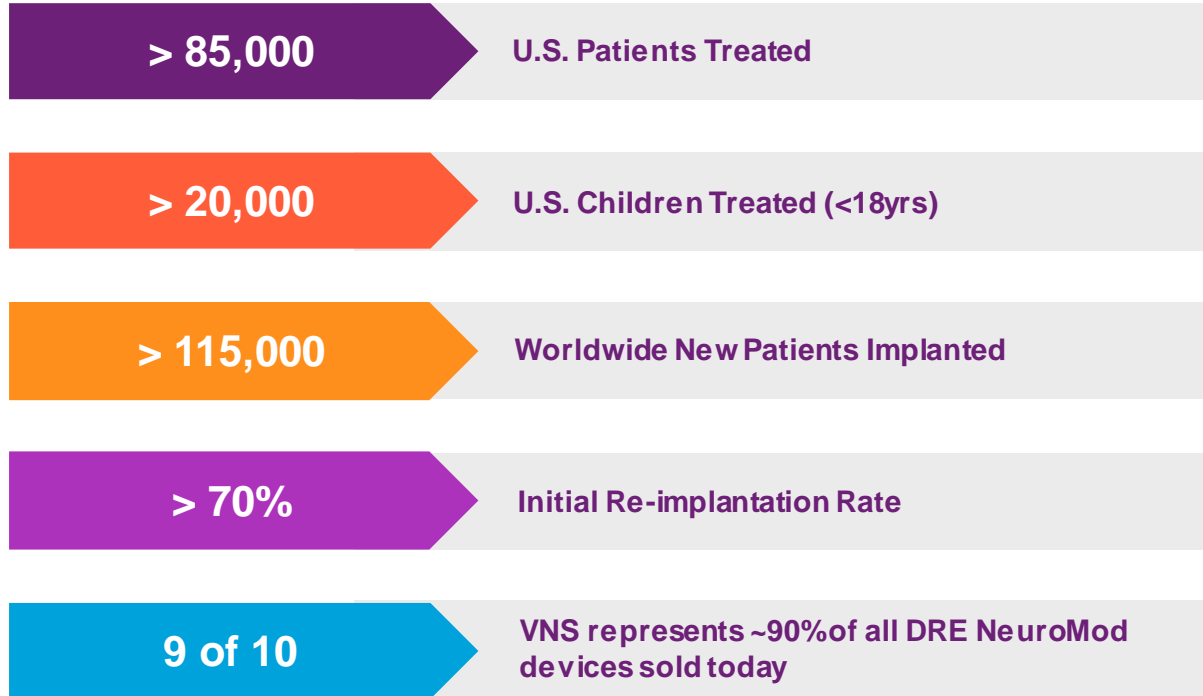 > 85,000
U.S. Patients Treated
> 20,000
U.S. Children Treated (<18yrs)
> 115,000
Worldwide New Patients Implanted
> 70%
Initial Re-implantation Rate
9 of 10
VNS represents ~90% of all DRE NeuroMod
devices sold today